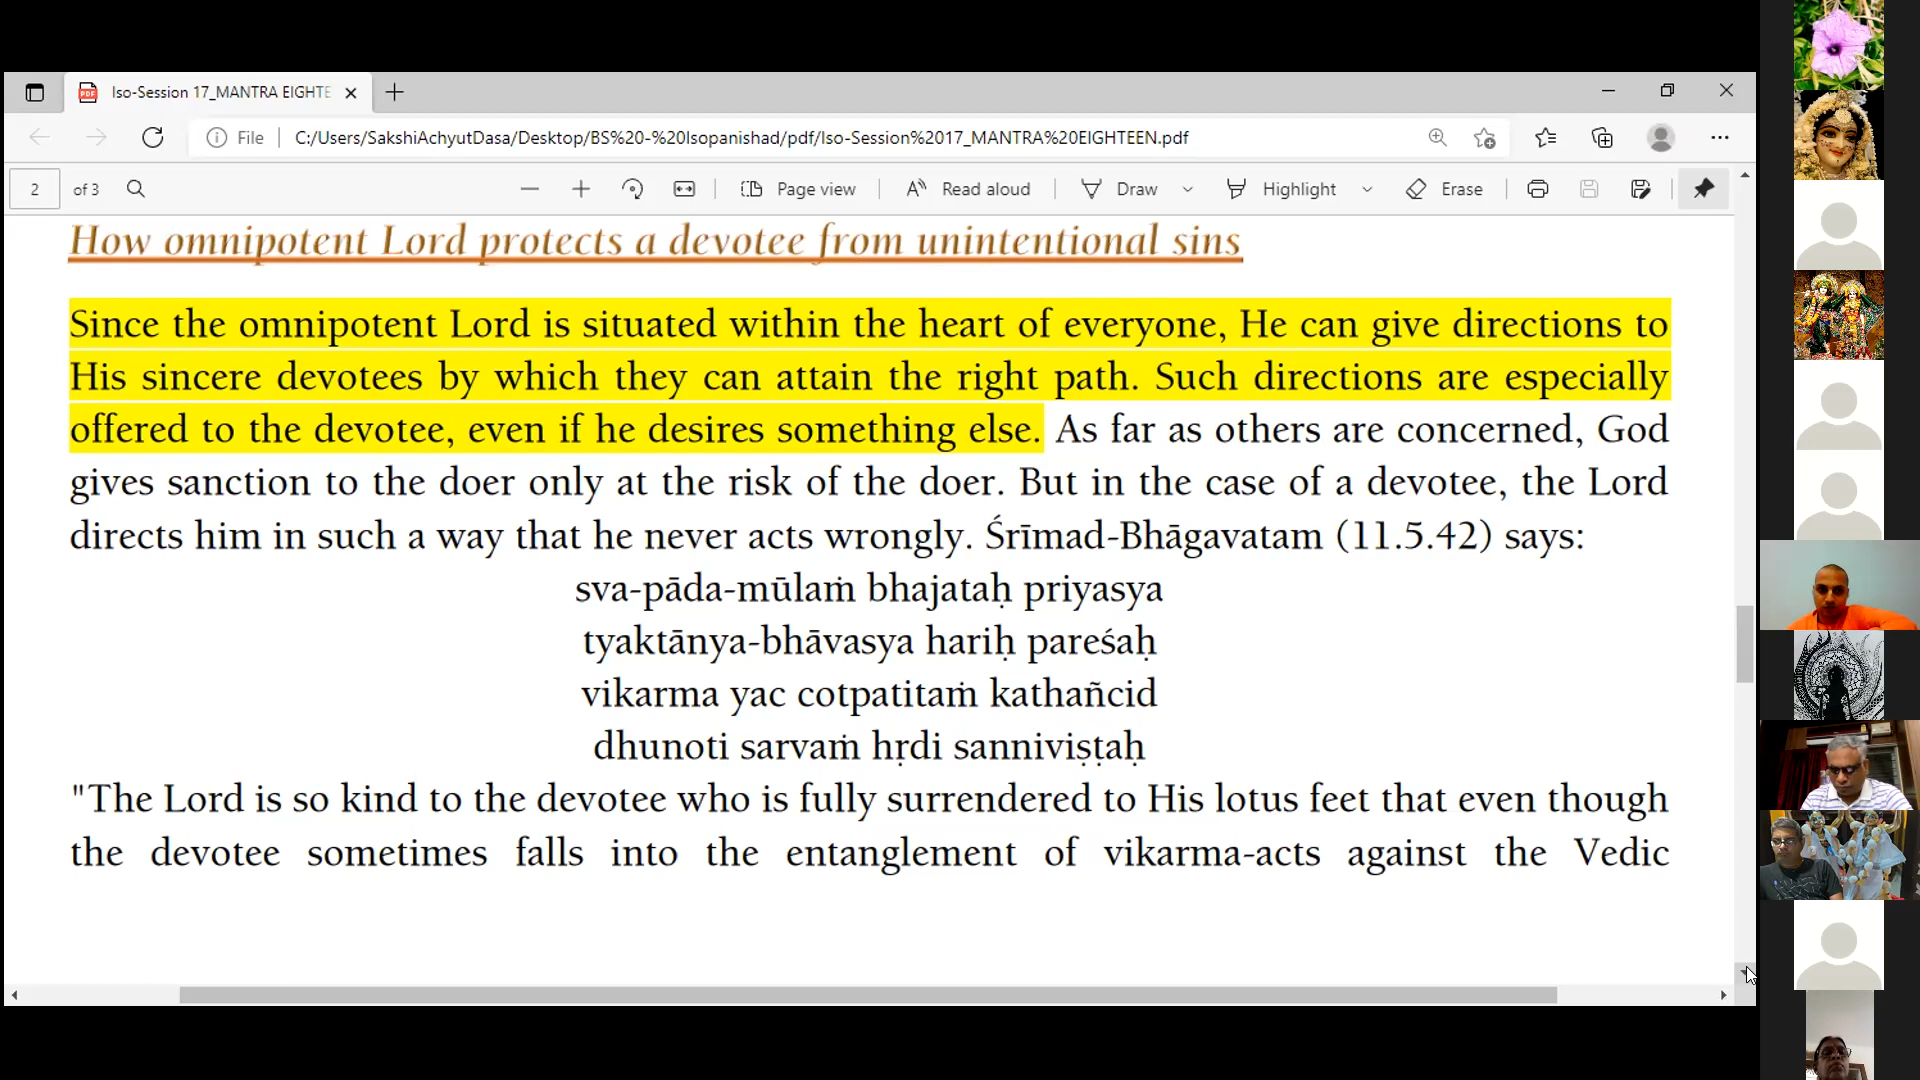 Iso-Session 17_MANTRA EIGHTE
File
C:/Users/SakshiAchyutDasa/Desktop/BS%20-%20Isopanishad/pdf/Iso-Session%2017_MANTRA%20EIGHTEEN.pdf
2 of 3
Page view
Read aloud
Draw
Highlight
Erase
How omnipotent Lord protects a devotee from unintentional sins
Since the omnipotent Lord is situated within the heart of everyone, He can give directions to
His sincere devotees by which they can attain the right path. Such directions are especially
offered to the devotee, even if he desires something else. As far as others are concerned, God
gives sanction to the doer only at the risk of the doer. But in the case of a devotee, the Lord
directs him in such a way that he never acts wrongly. Śrīmad-Bhāgavatam (11.5.42) says:
sva-pāda-mūlaṁ bhajataḥ priyasya
tyaktānya-bhāvasya hariḥ pareśaḥ
vikarma yac cotpatitaṁ kathañcid
dhunoti sarvaṁ hṛdi sanniviṣṭaḥ
"The Lord is so kind to the devotee who is fully surrendered to His lotus feet that even though
the devotee sometimes falls into the entanglement of vikarma-acts against the Vedic